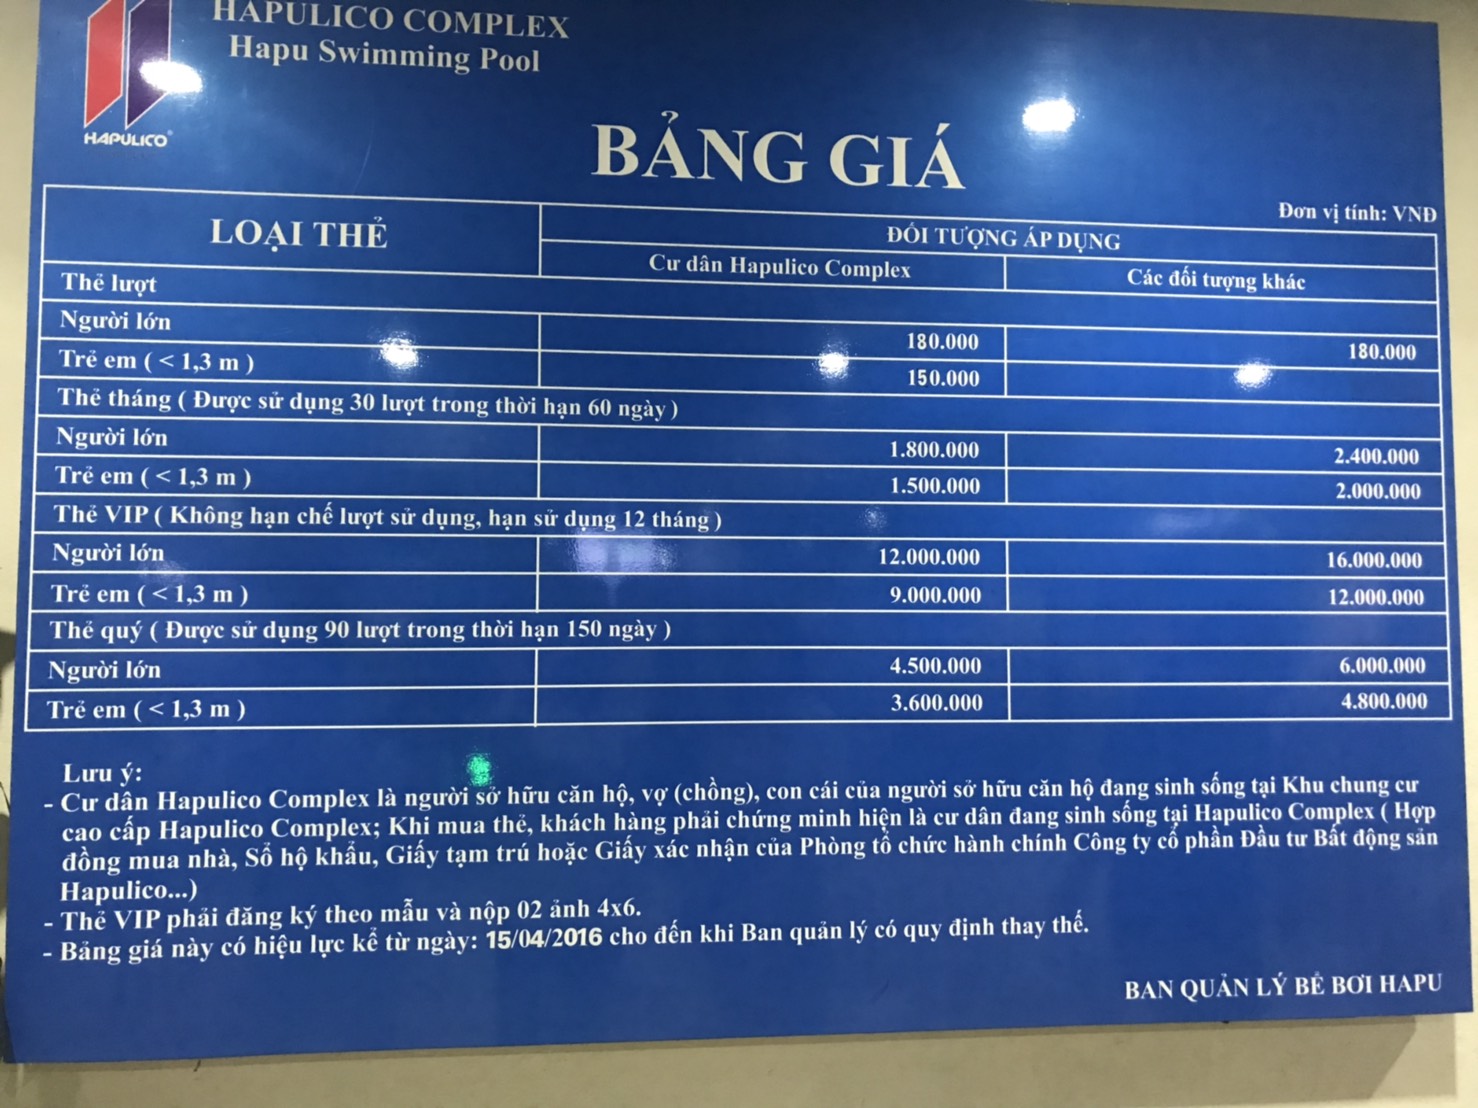 HAPULICO COMPLEX
Hapu Swimming Pool
HAPULICO®
BẢNG GIÁ
Đơn vị tính: VNĐ
LOẠI THẺ
ĐỐI TƯỢNG ÁP DỤNG
Cư dân Hapulico Complex Các đối tượng khác
Thẻ lượt
Người lớn 180.000 180.000
Trẻ em ( < 1,3 m ) 150.000
Thẻ tháng ( Được sử dụng 30 lượt trong thời hạn 60 ngày )
Người lớn 1.800.000 2.400.000
Trẻ em ( < 1,3 m ) 1.500.000 2.000.000
Thẻ VIP ( Không hạn chế lượt sử dụng, hạn sử dụng 12 tháng )
Người lớn 12.000.000 16.000.000
Trẻ em ( < 1,3 m ) 9.000.000 12.000.000
Thẻ quý ( Được sử dụng 90 lượt trong thời hạn 150 ngày )
Người lớn 4.500.000 6.000.000
Trẻ em ( < 1,3 m ) 3.600.000 4.800.000
Lưu ý:
- Cư dân Hapulico Complex là người sở hữu căn hộ, vợ (chồng), con cái của người sở hữu căn hộ đang sinh sống tại Khu chung cư
cao cấp Hapulico Complex; Khi mua thẻ, khách hàng phải chứng minh hiện là cư dân đang sinh sống tại Hapulico Complex ( Hợp
đồng mua nhà, Sổ hộ khẩu, Giấy tạm trú hoặc Giấy xác nhận của Phòng tổ chức hành chính Công ty cổ phần Đầu tư Bất động sản
Hapulico...)
- Thẻ VIP phải đăng ký theo mẫu và nộp 02 ảnh 4x6.
- Bảng giá này có hiệu lực kể từ ngày: 15/04/2016 cho đến khi Ban quản lý có quy định thay thế.
BAN QUẢN LÝ BỂ BƠI HAPU